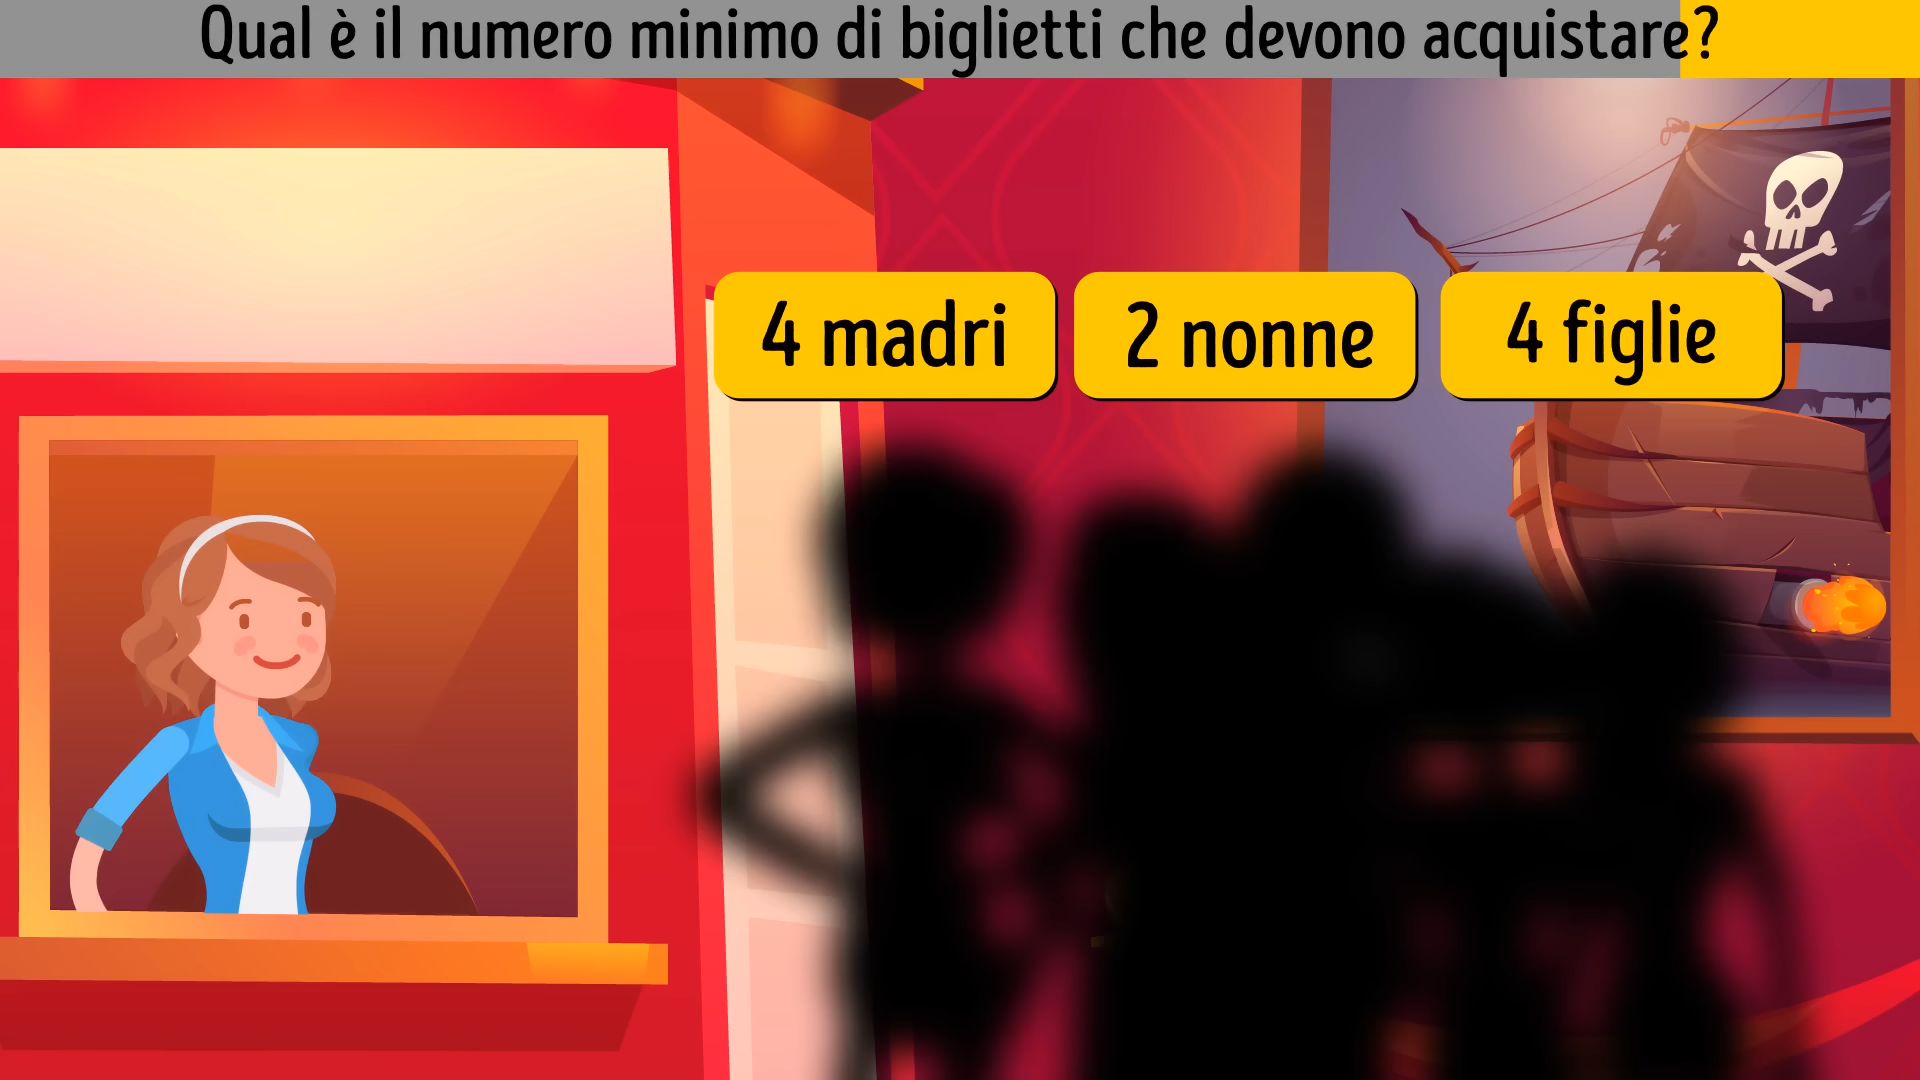 Qual è il numero minimo di biglietti che devono acquistare?
4 madri
2 nonne
4 figlie